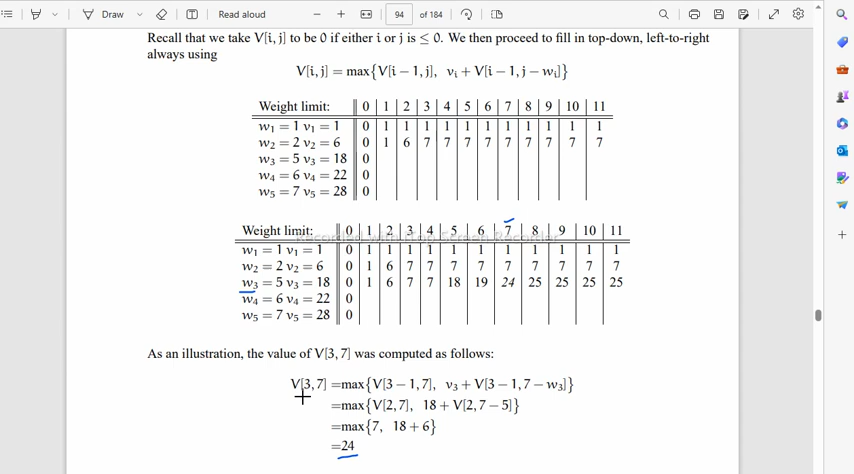 Draw Read aloud 94 of 184
Recall that we take V[i, j] to be 0 if either i or j is ≤ 0. We then proceed to fill in top-down, left-to-right
always using
V[i, j] = max{V[i − 1, j], vᵢ + V[i − 1, j − wᵢ]}
Weight limit: 0 1 2 3 4 5 6 7 8 9 10 11
w₁ = 1 v₁ = 1 0 1 1 1 1 1 1 1 1 1 1 1
w₂ = 2 v₂ = 6 0 1 6 7 7 7 7 7 7 7 7 7
w₃ = 5 v₃ = 18 0
w₄ = 6 v₄ = 22 0
w₅ = 7 v₅ = 28 0
Weight limit: 0 1 2 3 4 5 6 7 8 9 10 11
Recorded with iTop Screen Recorder
w₁ = 1 v₁ = 1 0 1 1 1 1 1 1 1 1 1 1 1
w₂ = 2 v₂ = 6 0 1 6 7 7 7 7 7 7 7 7 7
w₃ = 5 v₃ = 18 0 1 6 7 7 18 19 24 25 25 25 25
w₄ = 6 v₄ = 22 0
w₅ = 7 v₅ = 28 0
As an illustration, the value of V[3, 7] was computed as follows:
V[3, 7] =max{V[3 − 1, 7], v₃ + V[3 − 1, 7 − w₃]}
=max{V[2, 7], 18 + V[2, 7 − 5]}
=max{7, 18 + 6}
=24